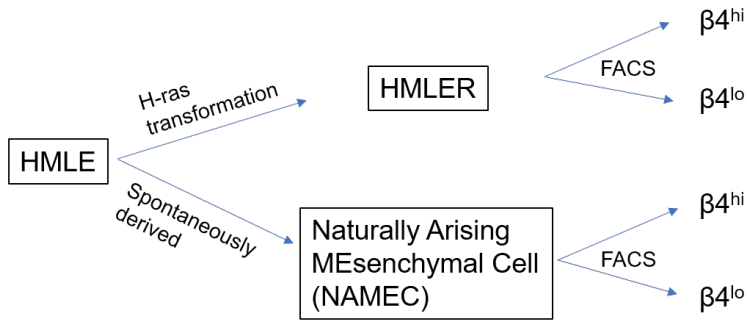 β4ʰⁱ
FACS
β4ˡᵒ
HMLER
H-ras
transformation
HMLE
Spontaneously
derived
Naturally Arising
MEsenchymal Cell
(NAMEC)
β4ʰⁱ
FACS
β4ˡᵒ